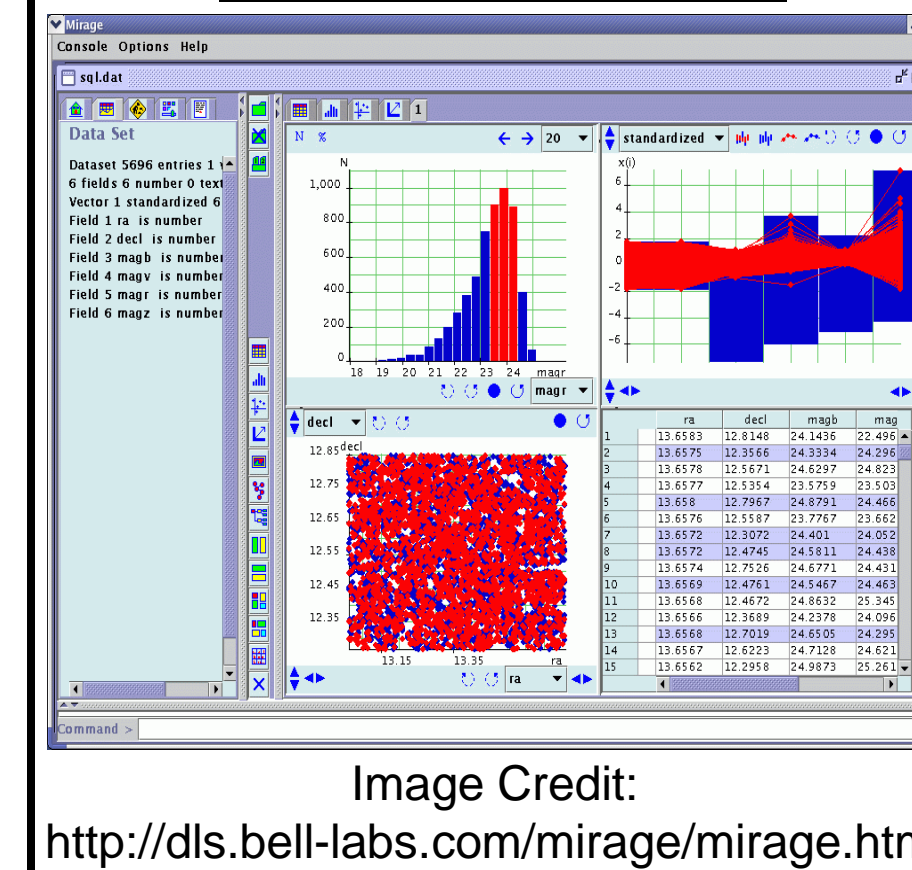 Mirage
Console Options Help
sql.dat
Data Set
Dataset 5696 entries 1
6 fields 6 number 0 text
Vector 1 standardized 6
Field 1 ra is number
Field 2 decl is number
Field 3 magb is number
Field 4 magv is number
Field 5 magr is number
Field 6 magz is number
1
N %
20
N
1,000
800
600
400
200
0
18 19 20 21 22 23 24 magr
magr
standardized
x(i)
6
4
2
0
-2
-4
-6
decl
12.85 decl
12.75
12.65
12.55
12.45
12.35
13.15 13.35 ra
ra
ra decl magb mag
1 13.6583 12.8148 24.1436 22.496
2 13.6575 12.3566 24.3334 24.296
3 13.6578 12.5671 24.6297 24.823
4 13.6577 12.5354 23.5759 23.503
5 13.658 12.7967 24.8791 24.466
6 13.6576 12.5587 23.7767 23.662
7 13.6572 12.3072 24.401 24.052
8 13.6572 12.4745 24.5811 24.438
9 13.6574 12.7526 24.6771 24.431
10 13.6569 12.4761 24.5467 24.463
11 13.6568 12.4672 24.8632 25.345
12 13.6566 12.3689 24.2378 24.096
13 13.6568 12.7019 24.6505 24.295
14 13.6567 12.6223 24.7128 24.621
15 13.6562 12.2958 24.9873 25.261
Command >
Image Credit:
http://dls.bell-labs.com/mirage/mirage.htm